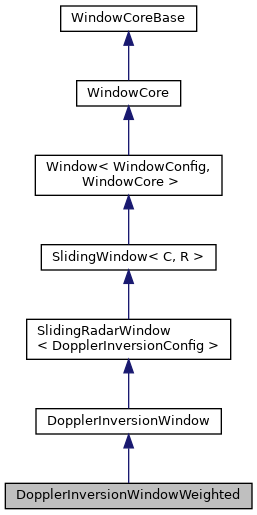 WindowCoreBase
WindowCore
Window< WindowConfig,
WindowCore >
SlidingWindow< C, R >
SlidingRadarWindow
< DopplerInversionConfig >
DopplerInversionWindow
DopplerInversionWindowWeighted